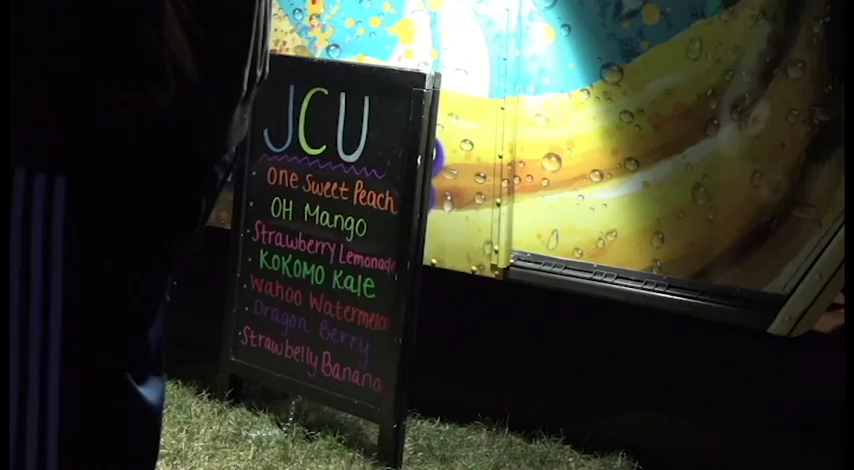 JCU
One Sweet Peach
OH Mango
Strawberry Lemonade
KOKOMO Kale
Wahoo Watermelon
Dragon Berry
Strawbelly Banana